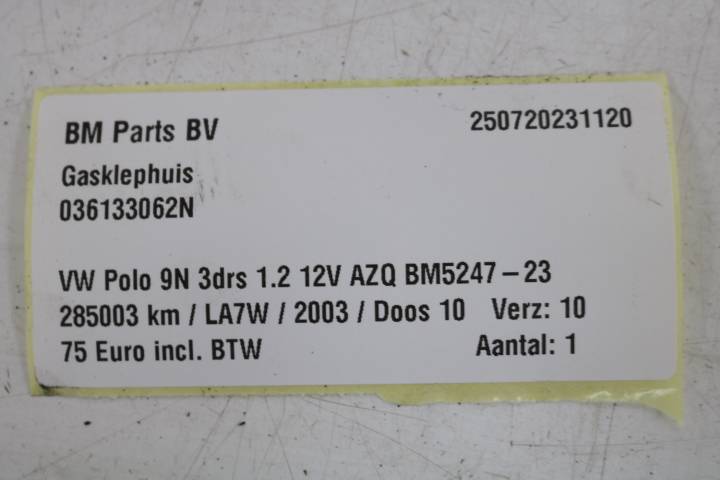 BM Parts BV 250720231120
Gasklephuis
036133062N
VW Polo 9N 3drs 1.2 12V AZQ BM5247 – 23
285003 km / LA7W / 2003 / Doos 10 Verz: 10
75 Euro incl. BTW Aantal: 1